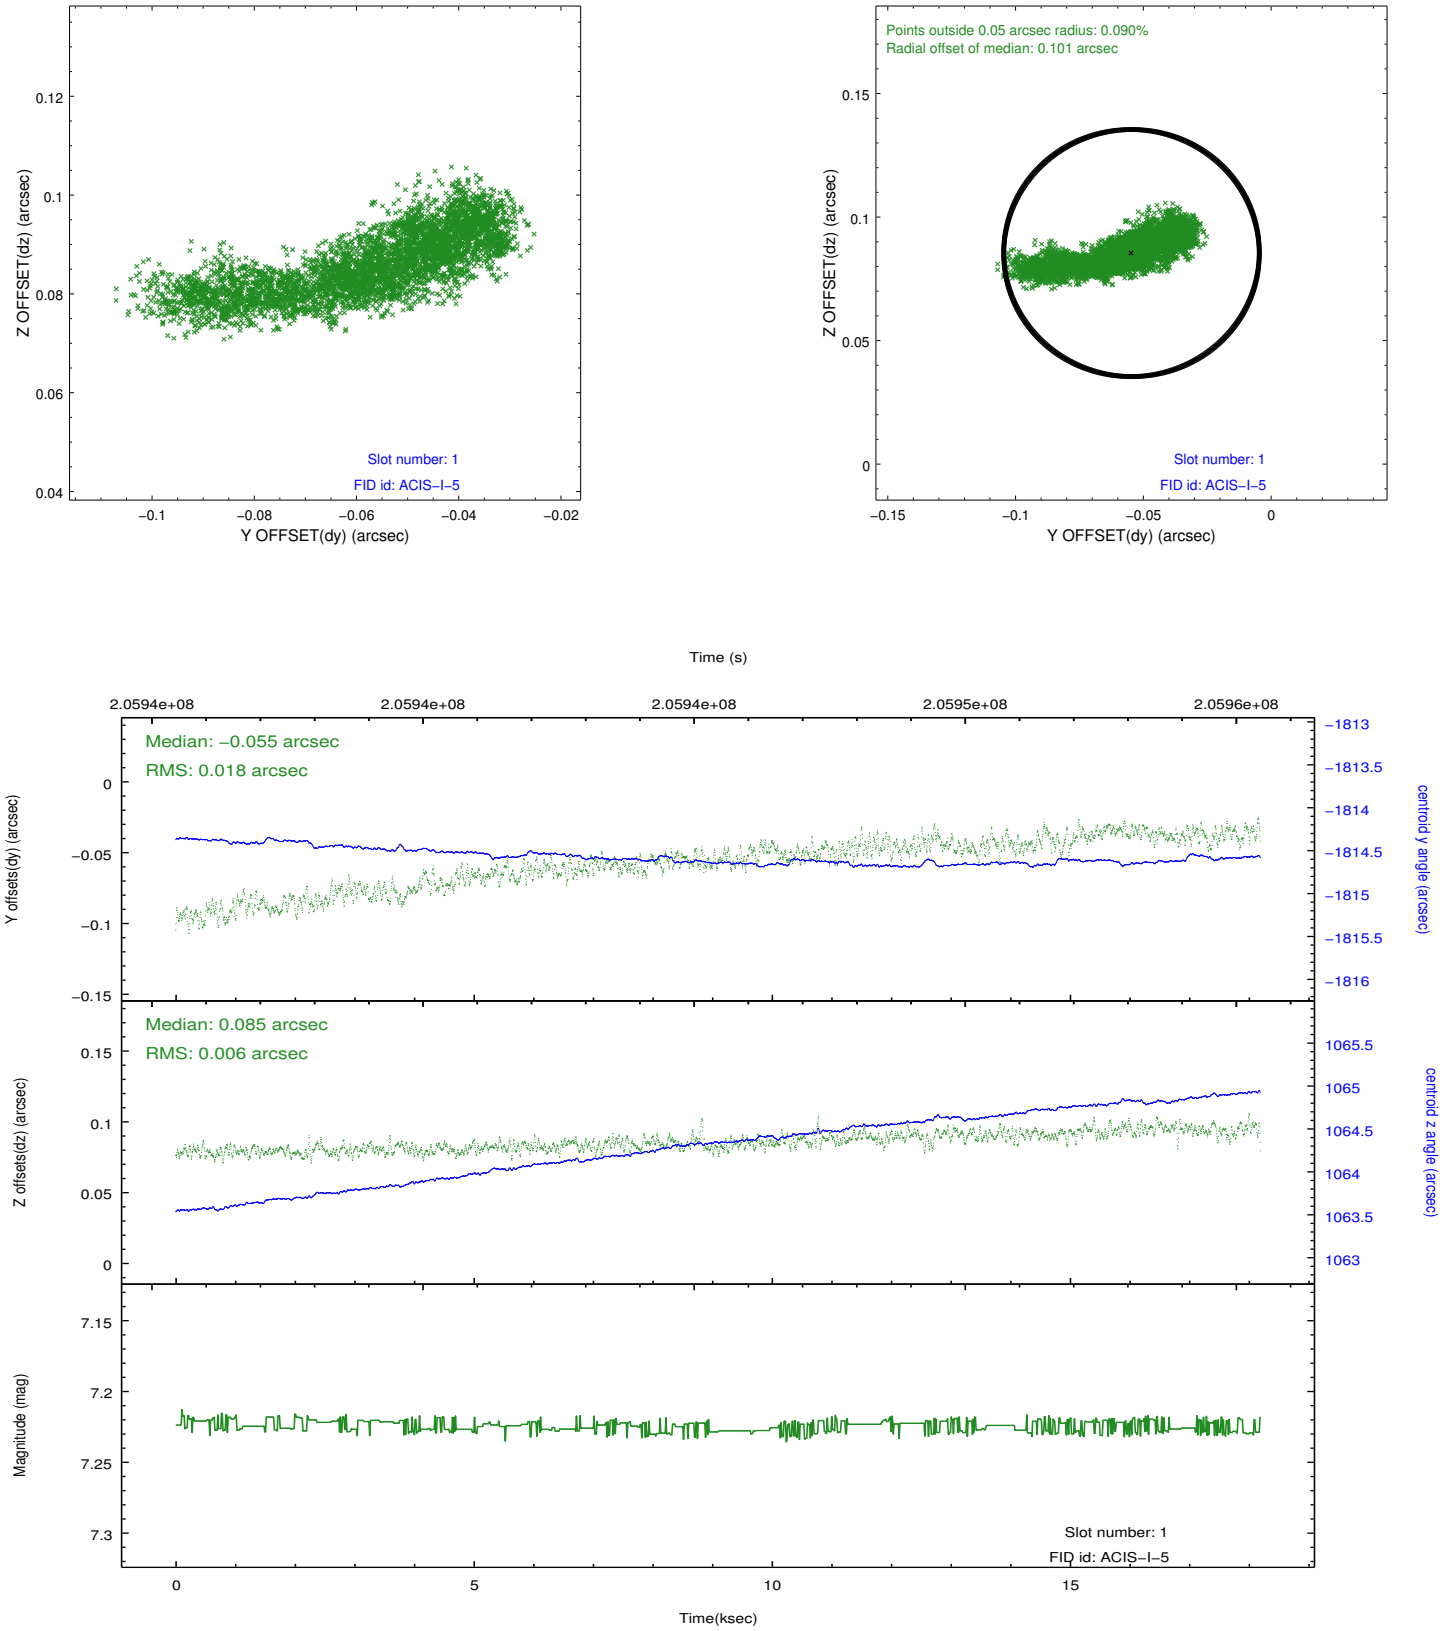 0.12
0.1
0.08
0.06
0.04
Z OFFSET(dz) (arcsec)
Slot number: 1
FID id: ACIS−I−5
−0.1
−0.08
−0.06
−0.04
−0.02
Y OFFSET(dy) (arcsec)
Points outside 0.05 arcsec radius: 0.090%
Radial offset of median: 0.101 arcsec
0.15
0.1
0.05
0
Z OFFSET(dz) (arcsec)
Slot number: 1
FID id: ACIS−I−5
−0.15
−0.1
−0.05
0
Y OFFSET(dy) (arcsec)
Time (s)
2.0594e+08
2.0594e+08
2.0594e+08
2.0595e+08
2.0596e+08
Median: −0.055 arcsec
RMS: 0.018 arcsec
0
−0.05
−0.1
−0.15
Y offsets(dy) (arcsec)
−1813
−1813.5
−1814
−1814.5
−1815
−1815.5
−1816
centroid y angle (arcsec)
Median: 0.085 arcsec
RMS: 0.006 arcsec
0.15
0.1
0.05
0
Z offsets(dz) (arcsec)
1065.5
1065
1064.5
1064
1063.5
1063
centroid z angle (arcsec)
7.15
7.2
7.25
7.3
Magnitude (mag)
Slot number: 1
FID id: ACIS−I−5
0
5
10
15
Time(ksec)